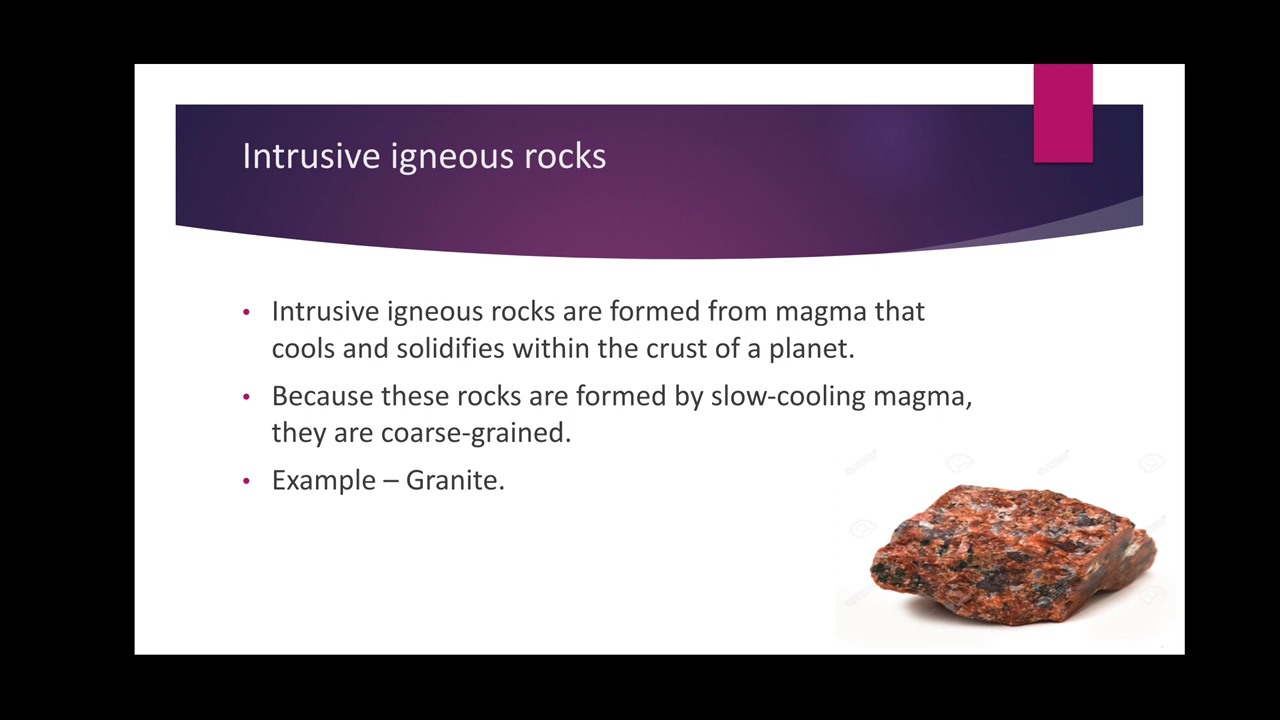 Intrusive igneous rocks
• Intrusive igneous rocks are formed from magma that
cools and solidifies within the crust of a planet.
• Because these rocks are formed by slow-cooling magma,
they are coarse-grained.
• Example – Granite.